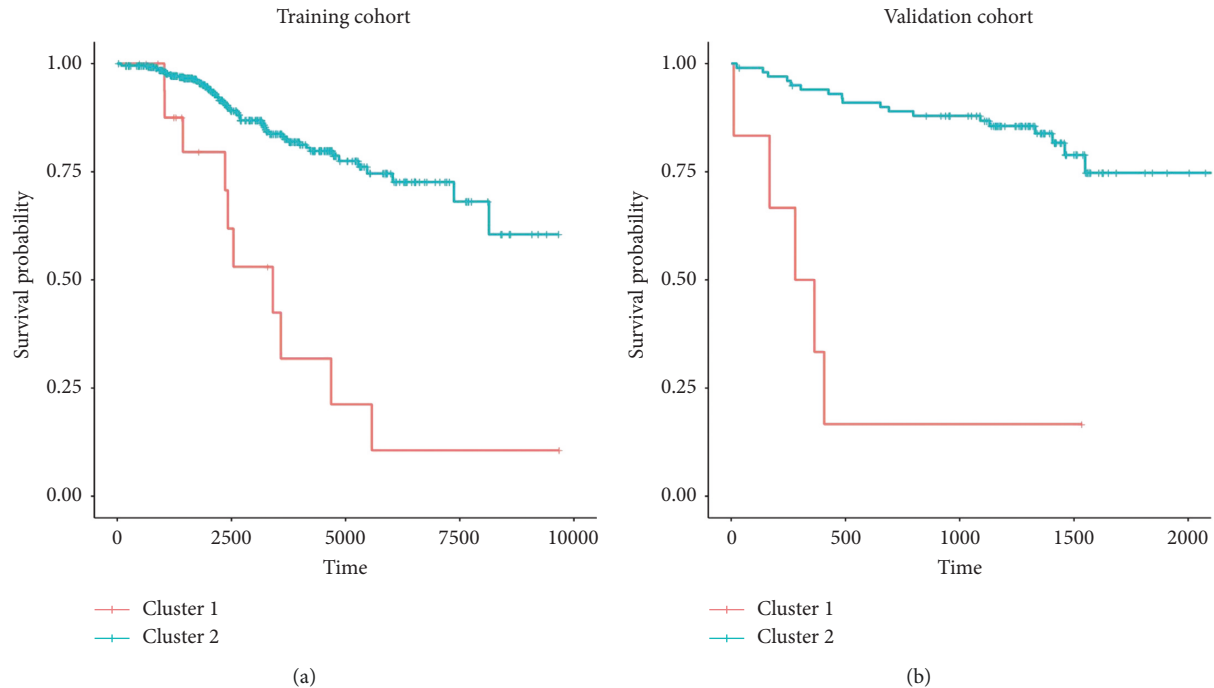 Training cohort
1.00
0.75
0.50
0.25
0.00
Survival probability
0
2500
5000
7500
10000
Time
Cluster 1
Cluster 2
(a)
Validation cohort
1.00
0.75
0.50
0.25
0.00
Survival probability
0
500
1000
1500
2000
Time
Cluster 1
Cluster 2
(b)